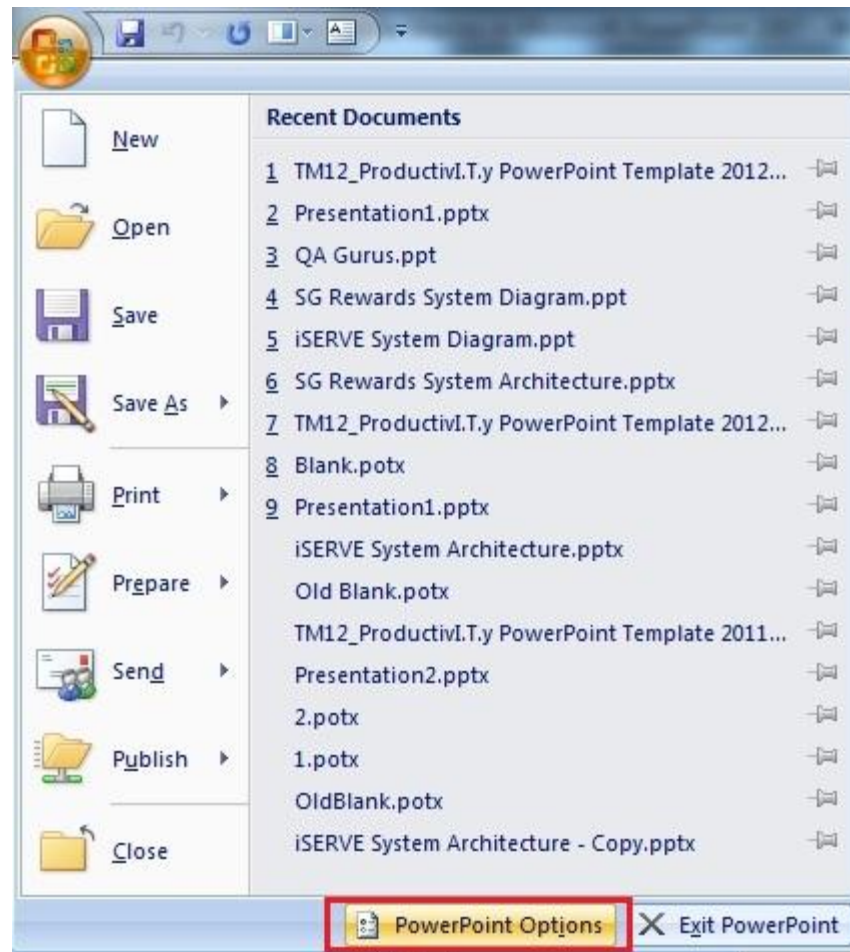 New
Open
Save
Save As
Print
Prepare
Send
Publish
Close
Recent Documents
1 TM12_ProductivI.T.y PowerPoint Template 2012...
2 Presentation1.pptx
3 QA Gurus.ppt
4 SG Rewards System Diagram.ppt
5 iSERVE System Diagram.ppt
6 SG Rewards System Architecture.pptx
7 TM12_ProductivI.T.y PowerPoint Template 2012...
8 Blank.potx
9 Presentation1.pptx
iSERVE System Architecture.pptx
Old Blank.potx
TM12_ProductivI.T.y PowerPoint Template 2011...
Presentation2.pptx
2.potx
1.potx
OldBlank.potx
iSERVE System Architecture - Copy.pptx
PowerPoint Options
Exit PowerPoint